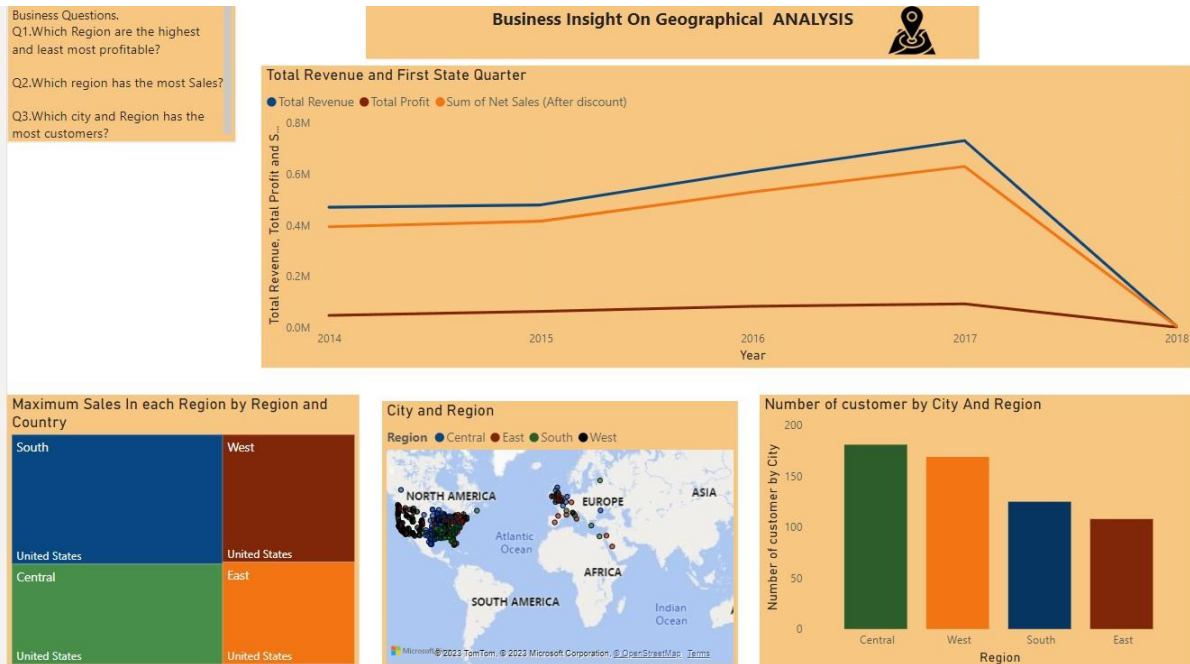 Business Questions.
Q1.Which Region are the highest
and least most profitable?
Q2.Which region has the most Sales?
Q3.Which city and Region has the
most customers?
Business Insight On Geographical ANALYSIS
Total Revenue and First State Quarter
Total Revenue Total Profit Sum of Net Sales (After discount)
Total Revenue, Total Profit and S...
0.8M
0.6M
0.4M
0.2M
0.0M
2014 2015 2016 2017 2018
Year
Maximum Sales In each Region by Region and
Country
South
United States
West
United States
Central
United States
East
United States
City and Region
Region Central East South West
NORTH AMERICA
EUROPE
ASIA
Atlantic
Ocean
AFRICA
SOUTH AMERICA
Indian
Ocean
© 2023 TomTom, © 2023 Microsoft Corporation, © OpenStreetMap Terms
Number of customer by City And Region
Number of customer by City
200
150
100
50
0
Central West South East
Region